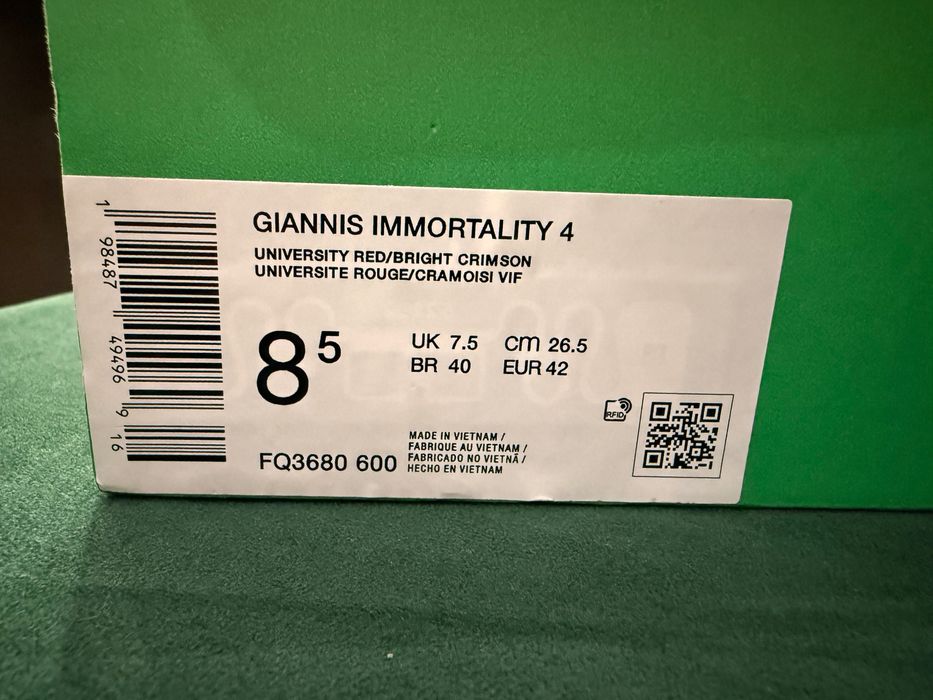 GIANNIS IMMORTALITY 4
UNIVERSITY RED/BRIGHT CRIMSON
UNIVERSITE ROUGE/CRAMOISI VIF
8⁵
UK 7.5 CM 26.5
BR 40 EUR 42
RFID
FQ3680 600
MADE IN VIETNAM /
FABRIQUE AU VIETNAM /
FABRICADO NO VIETNÃ /
HECHO EN VIETNAM
1 98487 49496 9 16